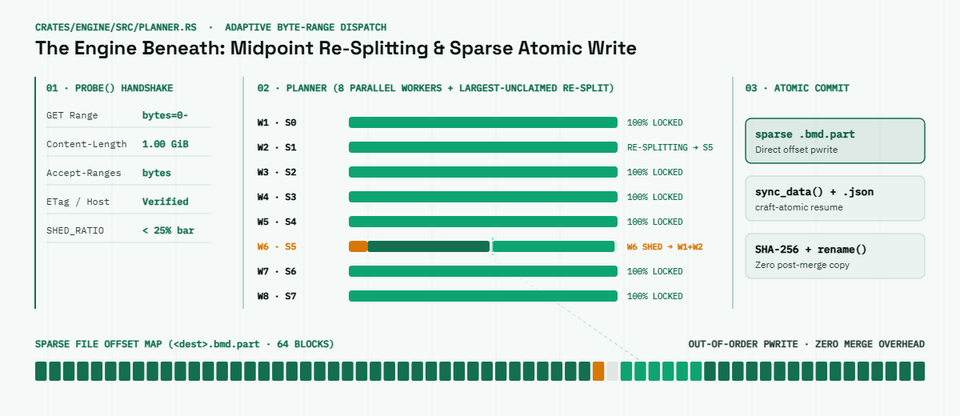 CRATES/ENGINE/SRC/PLANNER.RS · ADAPTIVE BYTE-RANGE DISPATCH
The Engine Beneath: Midpoint Re-Splitting & Sparse Atomic Write
01 · PROBE() HANDSHAKE
GET Range bytes=0-
Content-Length 1.00 GiB
Accept-Ranges bytes
ETag / Host Verified
SHED_RATIO < 25% bar
02 · PLANNER (8 PARALLEL WORKERS + LARGEST-UNCLAIMED RE-SPLIT)
W1 · S0 100% LOCKED
W2 · S1 RE-SPLITTING → S5
W3 · S2 100% LOCKED
W4 · S3 100% LOCKED
W5 · S4 100% LOCKED
W6 · S5 W6 SHED → W1+W2
W7 · S6 100% LOCKED
W8 · S7 100% LOCKED
03 · ATOMIC COMMIT
sparse .bmd.part
Direct offset pwrite
sync_data() + .json
craft-atomic resume
SHA-256 + rename()
Zero post-merge copy
SPARSE FILE OFFSET MAP (<dest>.bmd.part · 64 BLOCKS)
OUT-OF-ORDER PWRITE · ZERO MERGE OVERHEAD